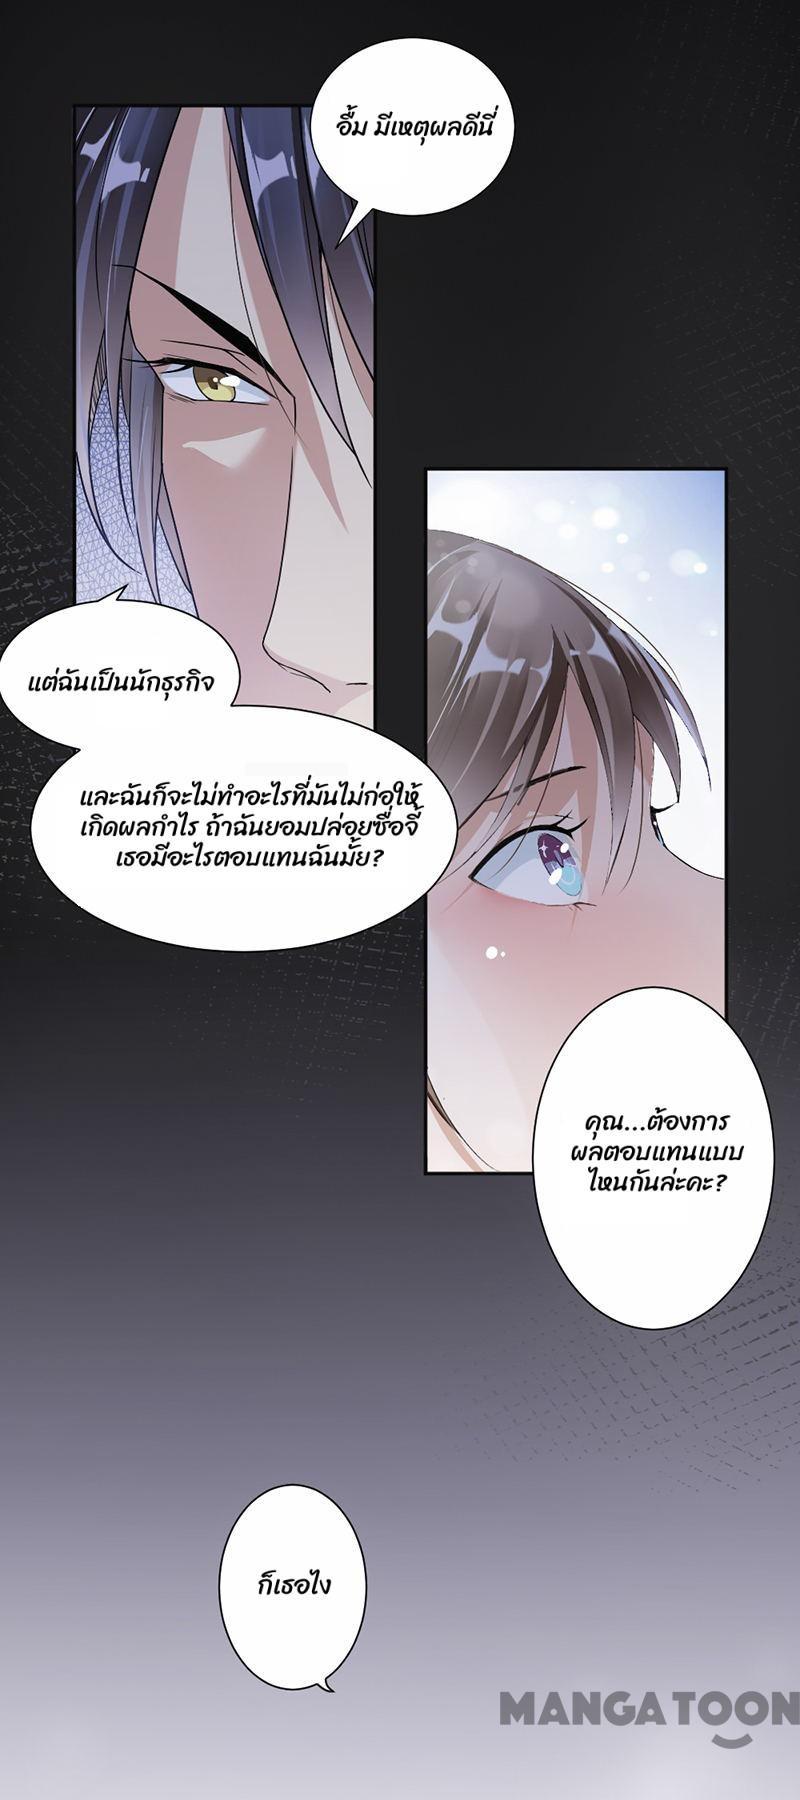 อื้ม มีเหตุผลดีนี่
แต่ฉันเป็นนักธุรกิจ
และฉันก็จะไม่ทำอะไรที่มันไม่ก่อให้
เกิดผลกำไร ถ้าฉันยอมปล่อยซื่อจี้
เธอมีอะไรตอบแทนฉันมั้ย?
คุณ...ต้องการ
ผลตอบแทนแบบ
ไหนกันล่ะคะ?
ก็เธอไง
MANGATOON